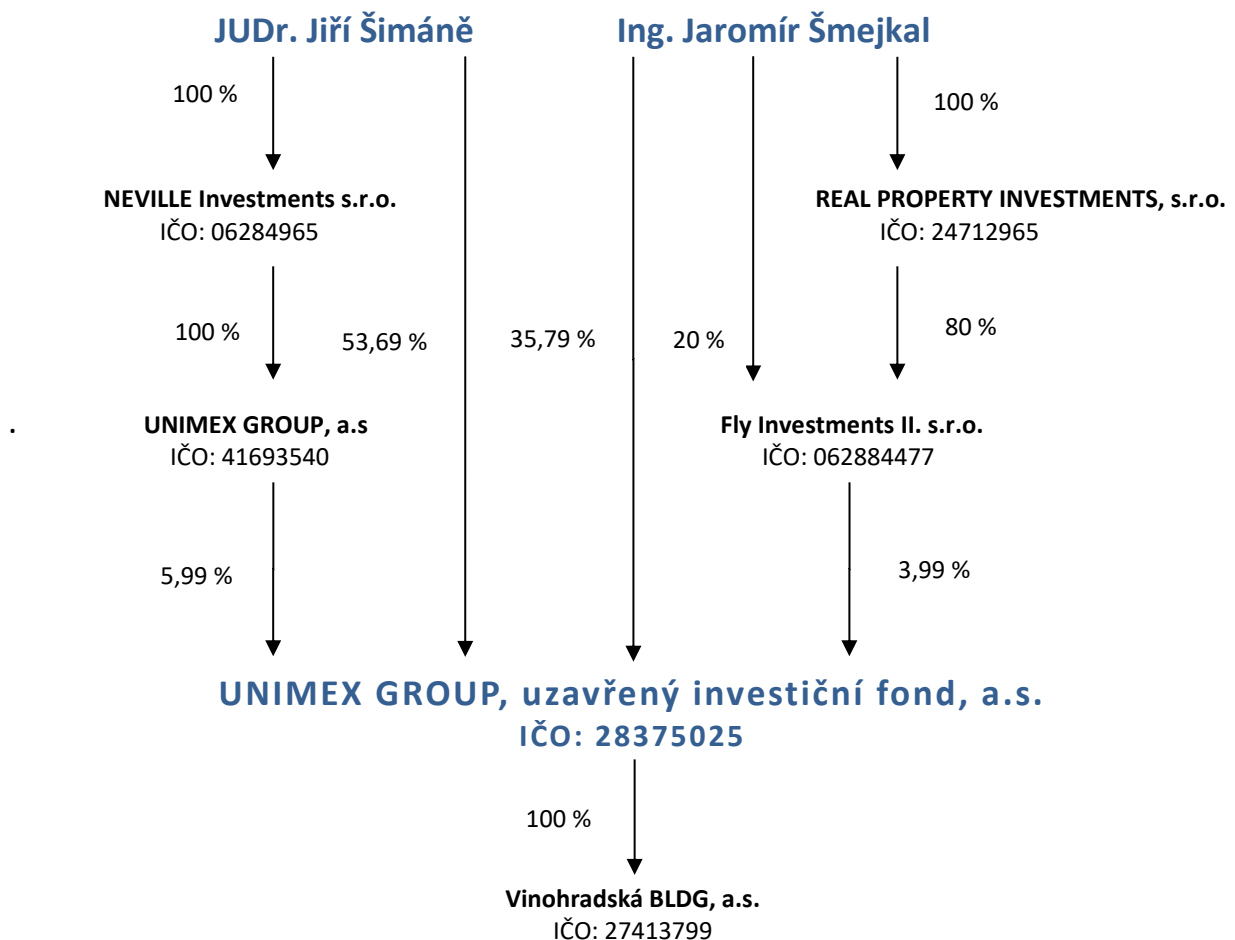 JUDr. Jiří Šimáně
Ing. Jaromír Šmejkal
100 %
100 %
NEVILLE Investments s.r.o.
IČO: 06284965
REAL PROPERTY INVESTMENTS, s.r.o.
IČO: 24712965
100 %
53,69 %
35,79 %
20 %
80 %
.
UNIMEX GROUP, a.s
IČO: 41693540
Fly Investments II. s.r.o.
IČO: 062884477
5,99 %
3,99 %
UNIMEX GROUP, uzavřený investiční fond, a.s.
IČO: 28375025
100 %
Vinohradská BLDG, a.s.
IČO: 27413799